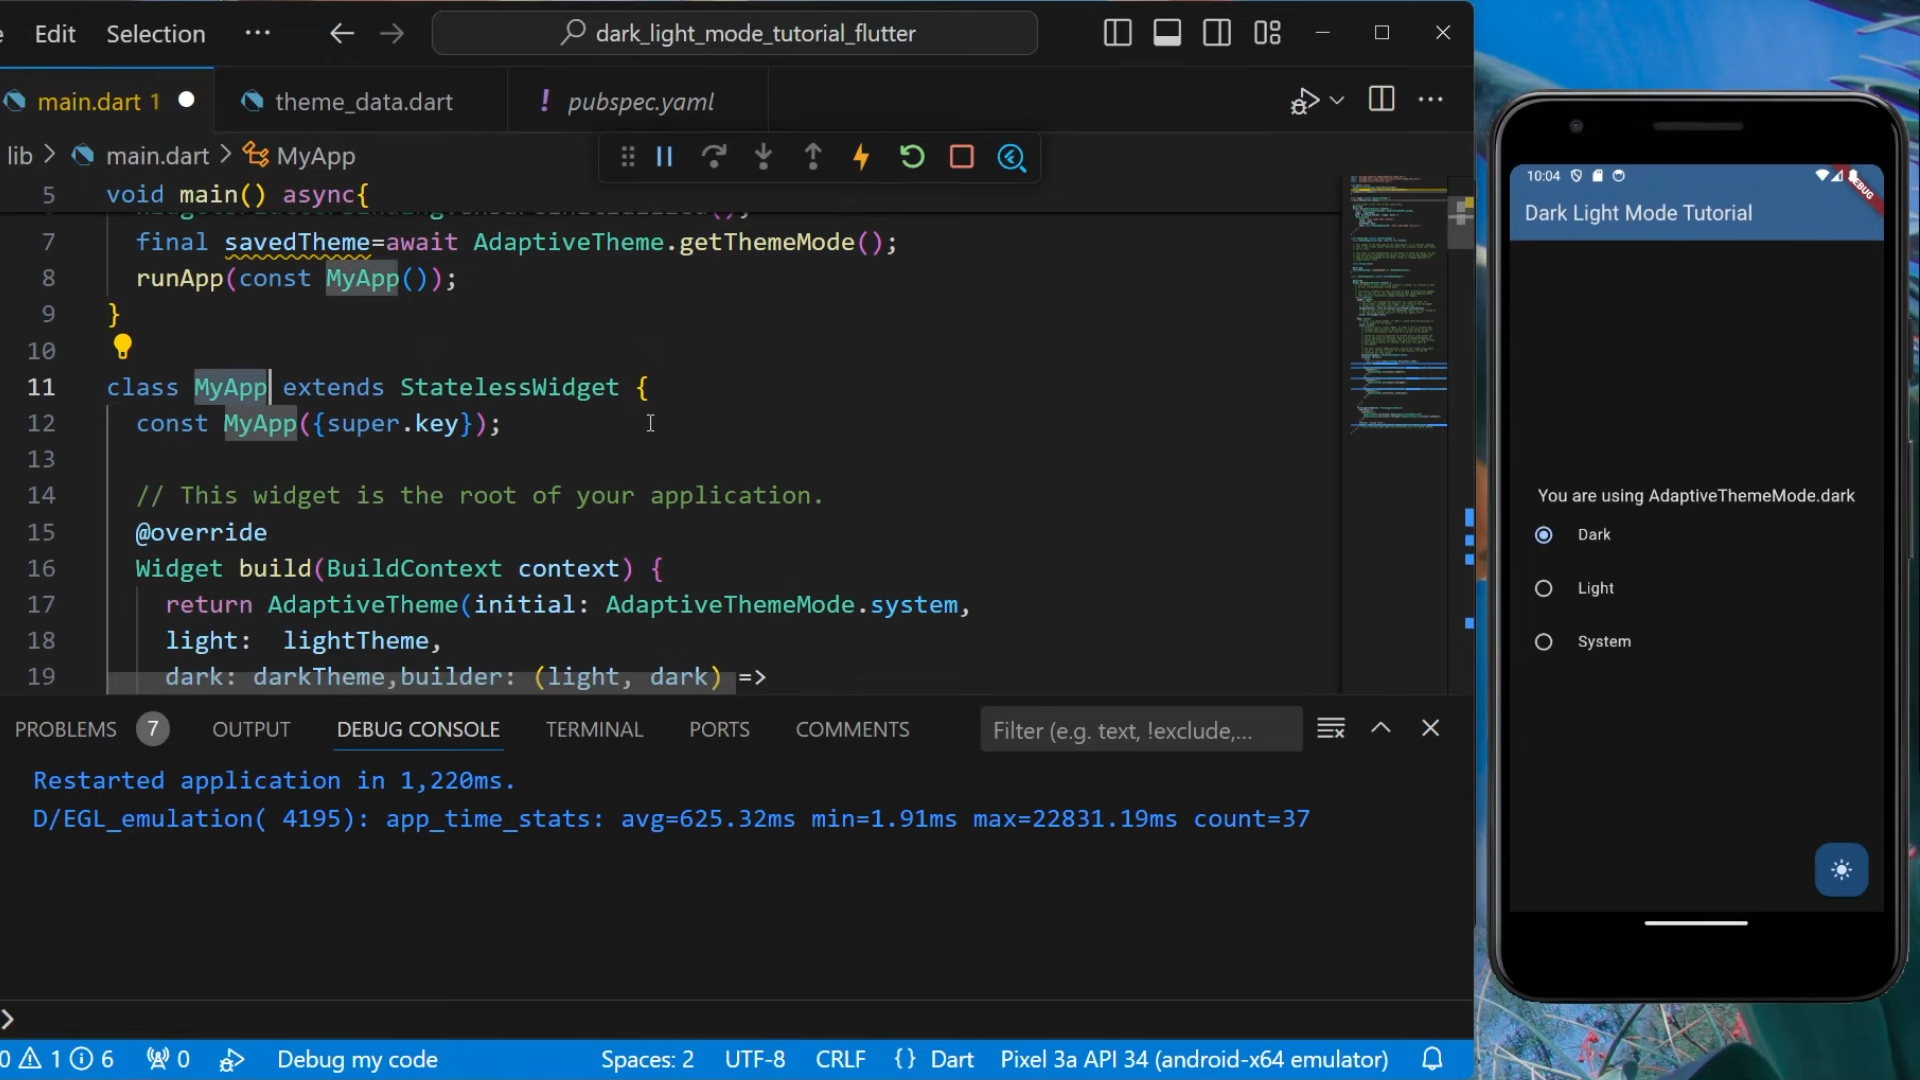 Edit Selection ... dark_light_mode_tutorial_flutter
main.dart 1 theme_data.dart ! pubspec.yaml
lib > main.dart > MyApp
5 void main() async{
7 final savedTheme=await AdaptiveTheme.getThemeMode();
8 runApp(const MyApp());
9 }
10
11 class MyApp extends StatelessWidget {
12 const MyApp({super.key});
13
14 // This widget is the root of your application.
15 @override
16 Widget build(BuildContext context) {
17 return AdaptiveTheme(initial: AdaptiveThemeMode.system,
18 light: lightTheme,
19 dark: darkTheme,builder: (light, dark) =>
PROBLEMS 7 OUTPUT DEBUG CONSOLE TERMINAL PORTS COMMENTS Filter (e.g. text, !exclude,...
Restarted application in 1,220ms.
D/EGL_emulation( 4195): app_time_stats: avg=625.32ms min=1.91ms max=22831.19ms count=37
>
0 1 6 0 Debug my code Spaces: 2 UTF-8 CRLF {} Dart Pixel 3a API 34 (android-x64 emulator)
10:04
DEBUG
Dark Light Mode Tutorial
You are using AdaptiveThemeMode.dark
Dark
Light
System